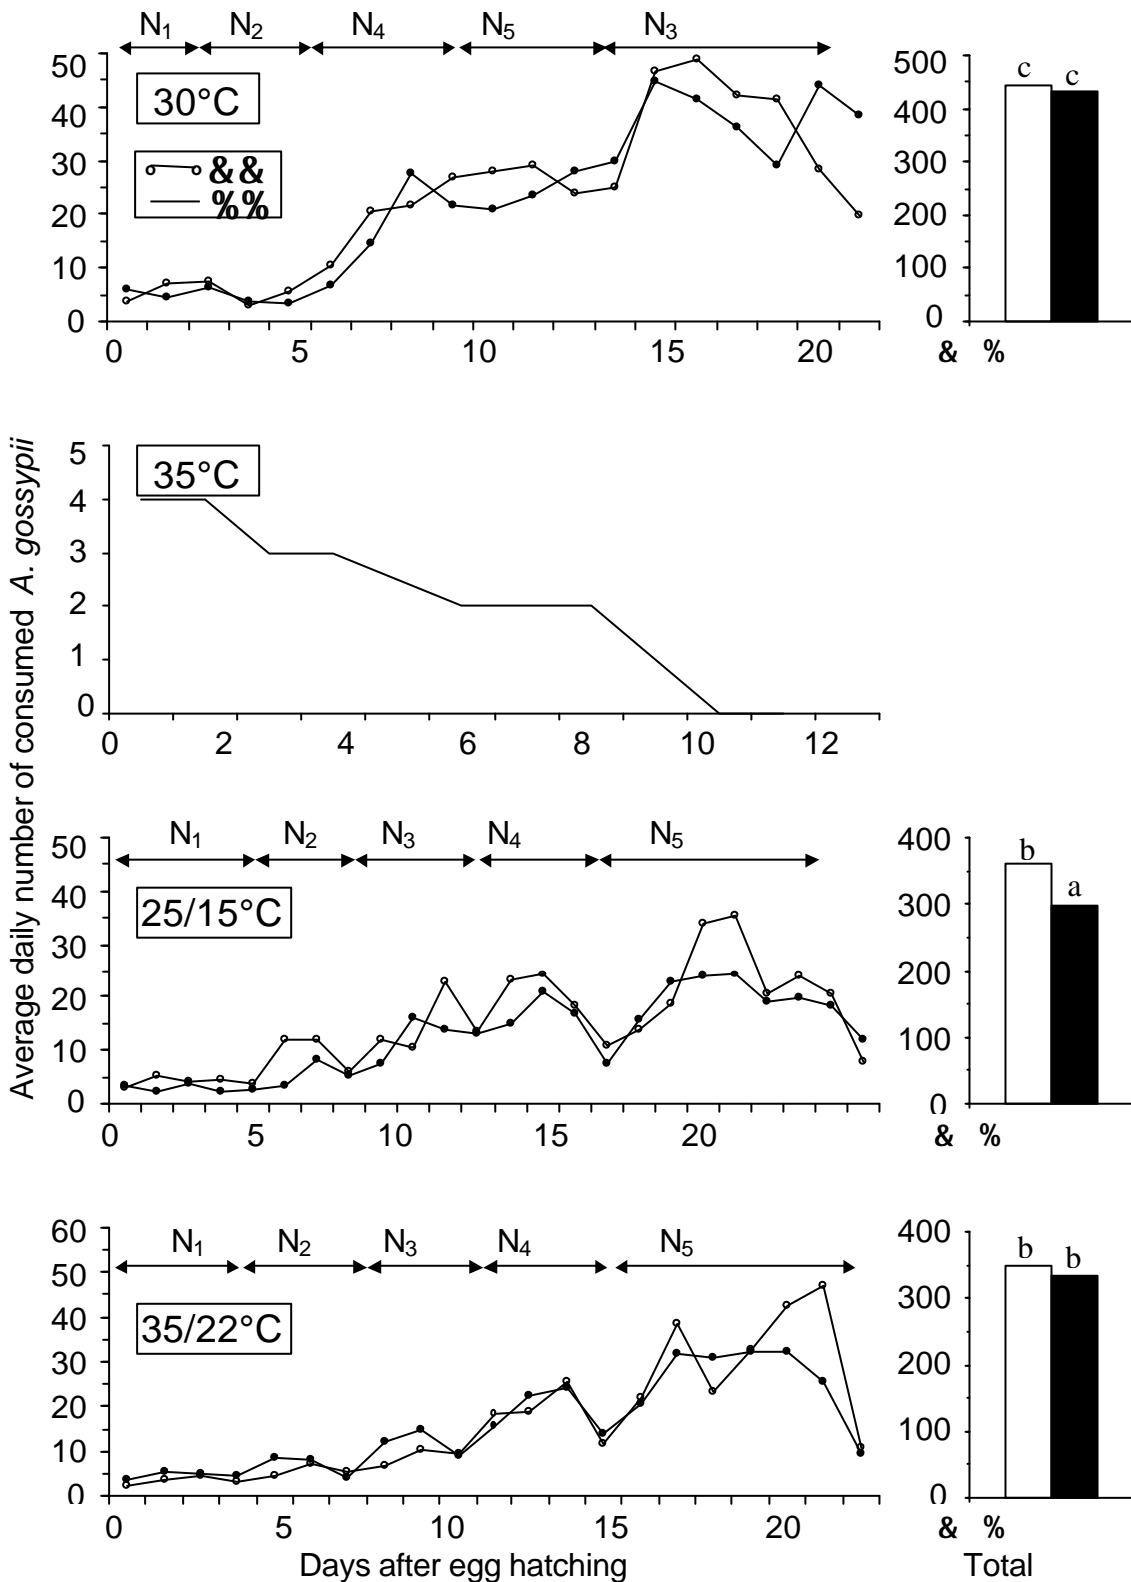 N1 N2 N4 N5 N3
50
40
30
20
10
0
30°C
&&
%%
0 5 10 15 20
500
400
300
200
100
0
c c
& %
Average daily number of consumed A. gossypii
5
4
3
2
1
0
35°C
0 2 4 6 8 10 12
N1 N2 N3 N4 N5
50
40
30
20
10
0
25/15°C
0 5 10 15 20
400
300
200
100
0
b a
& %
N1 N2 N3 N4 N5
60
50
40
30
20
10
0
35/22°C
0 5 10 15 20
Days after egg hatching
400
300
200
100
0
b b
& %
Total